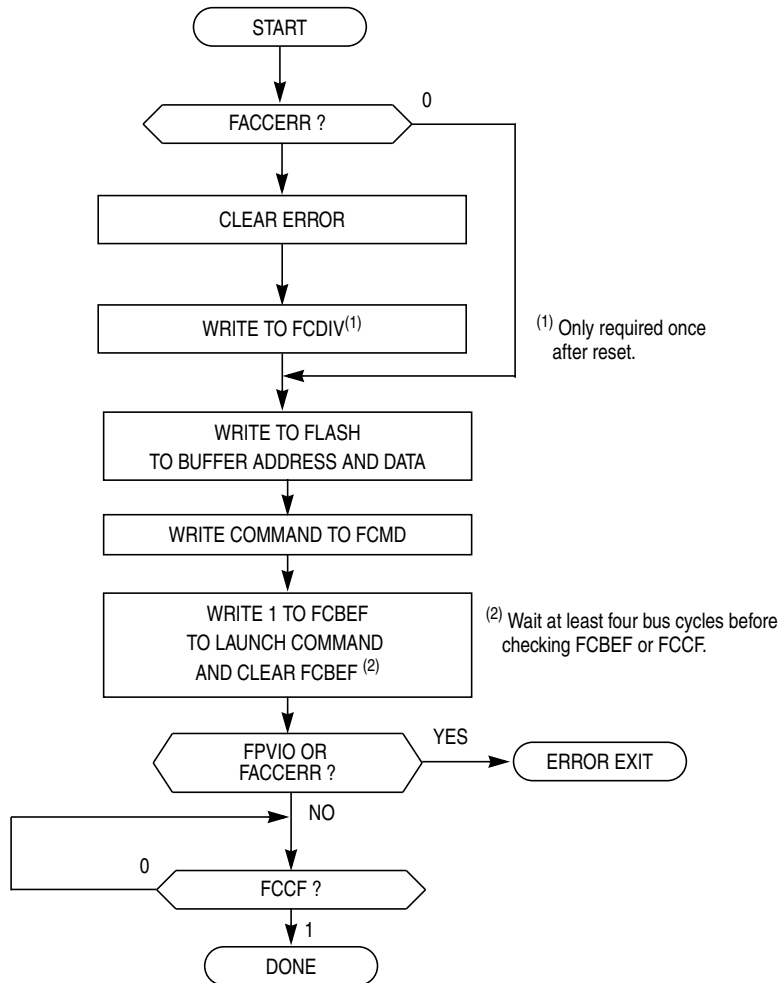 START
0
FACCERR ?
CLEAR ERROR
WRITE TO FCDIV(1)
(1) Only required once
after reset.
WRITE TO FLASH
TO BUFFER ADDRESS AND DATA
WRITE COMMAND TO FCMD
WRITE 1 TO FCBEF
TO LAUNCH COMMAND
AND CLEAR FCBEF (2)
(2) Wait at least four bus cycles before
checking FCBEF or FCCF.
FPVIO OR
FACCERR ?
YES
ERROR EXIT
NO
0
FCCF ?
1
DONE